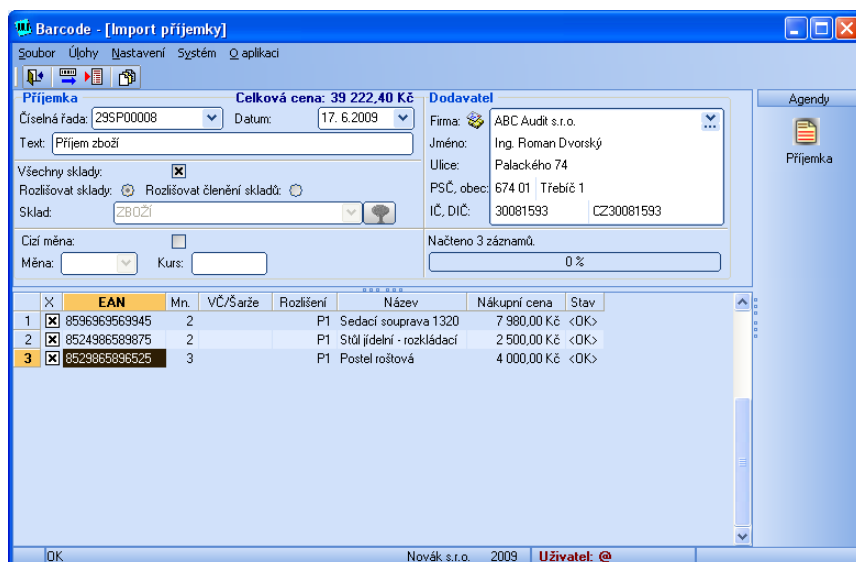 Barcode - [Import příjemky]
Soubor Úlohy Nastavení Systém O aplikaci
Příjemka Celková cena: 39 222,40 Kč
Číselná řada: 29SP00008 Datum: 17. 6.2009
Text: Příjem zboží
Všechny sklady:
Rozlišovat sklady: Rozlišovat členění skladů:
Sklad: ZBOŽÍ
Cizí měna:
Měna: Kurs:
Dodavatel
Firma: ABC Audit s.r.o.
Jméno: Ing. Roman Dvorský
Ulice: Palackého 74
PSČ, obec: 674 01 Třebíč 1
IČ, DIČ: 30081593 CZ30081593
Načteno 3 záznamů.
0 %
Agendy
Příjemka
X EAN Mn. VČ/Šarže Rozlišení Název Nákupní cena Stav
1 8596969569945 2 P1 Sedací souprava 1320 7 980,00 Kč <OK>
2 8524986589875 2 P1 Stůl jídelní - rozkládací 2 500,00 Kč <OK>
3 8529865896525 3 P1 Postel roštová 4 000,00 Kč <OK>
OK Novák s.r.o. 2009 Uživatel: @